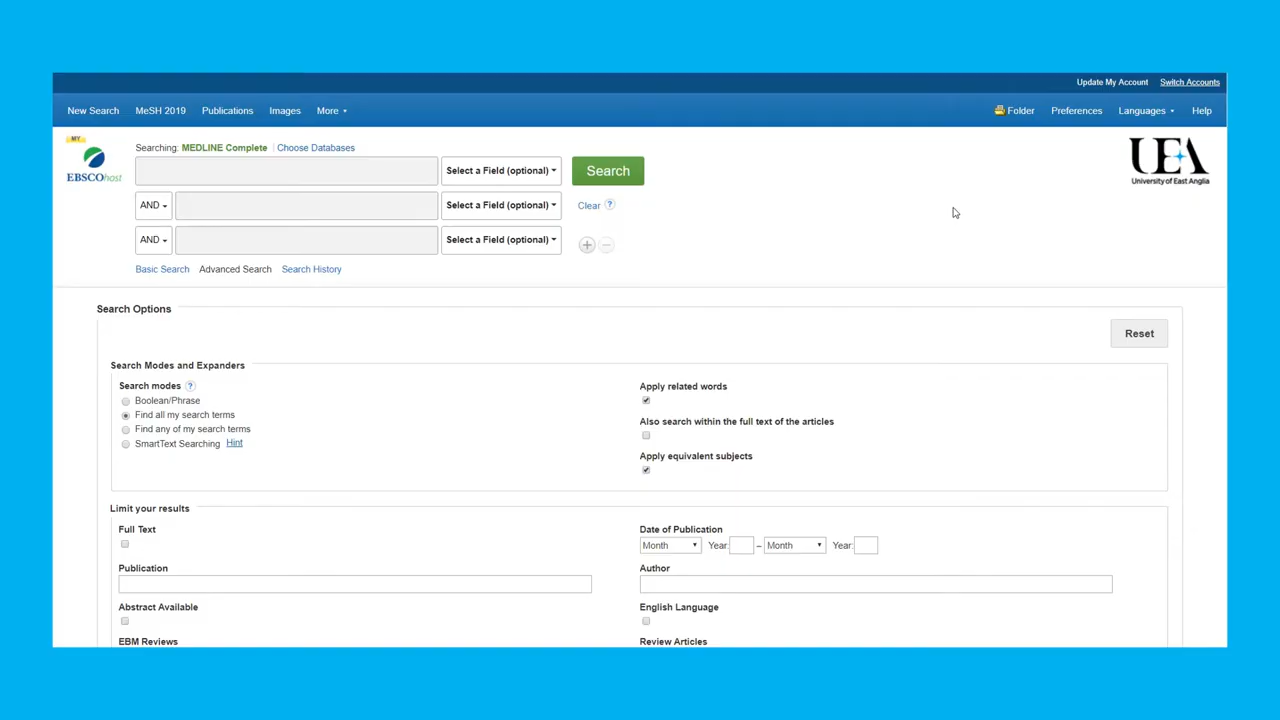 Update My Account Switch Accounts
New Search MeSH 2019 Publications Images More Folder Preferences Languages Help
MY
EBSCOhost
Searching: MEDLINE Complete Choose Databases
Select a Field (optional) Search
AND Select a Field (optional) Clear ?
AND Select a Field (optional)
Basic Search Advanced Search Search History
UEA
University of East Anglia
Search Options
Reset
Search Modes and Expanders
Search modes ?
Boolean/Phrase
Find all my search terms
Find any of my search terms
SmartText Searching Hint
Apply related words
Also search within the full text of the articles
Apply equivalent subjects
Limit your results
Full Text
Date of Publication
Month Year: – Month Year:
Publication
Author
Abstract Available
English Language
EBM Reviews
Review Articles